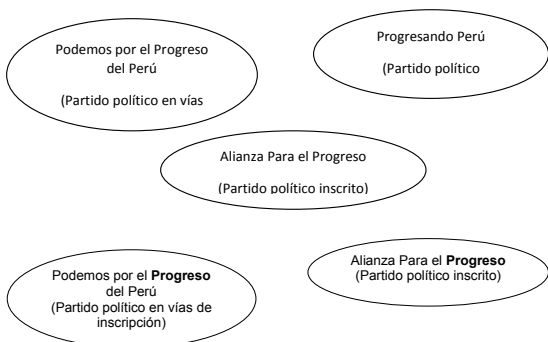 Podemos por el Progreso
del Perú
(Partido político en vías
Progresando Perú
(Partido político
Alianza Para el Progreso
(Partido político inscrito)
Podemos por el Progreso
del Perú
(Partido político en vías de
inscripción)
Alianza Para el Progreso
(Partido político inscrito)